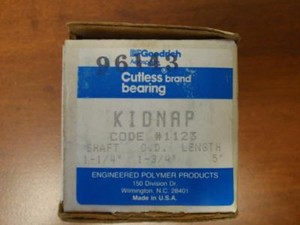 BFGoodrich
96143
Cutless brand
bearing
KIDNAP
CODE #1123
SHAFT O.D. LENGTH
1-1/4" 1-3/4" 5"
ENGINEERED POLYMER PRODUCTS
150 Division Dr.
Wilmington, N.C. 28401
Made in U.S.A.